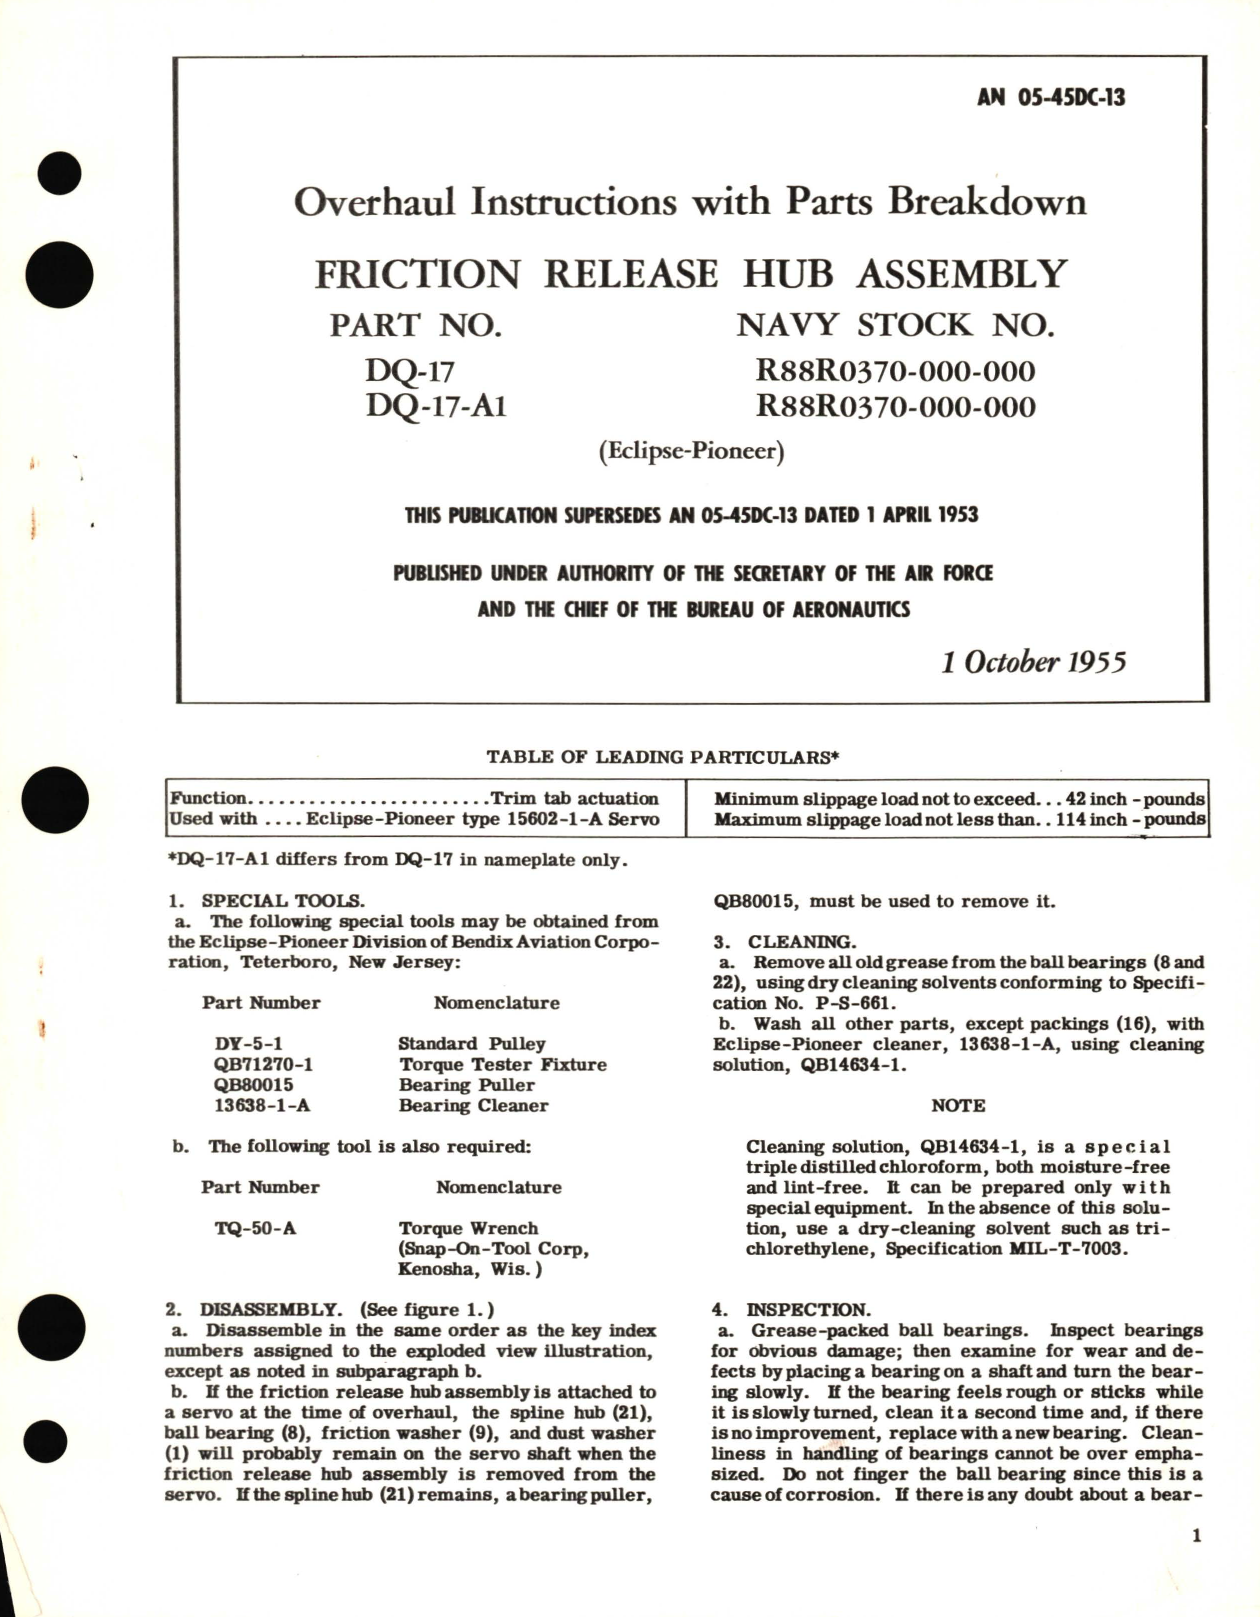 AN 05-45DC-13
Overhaul Instructions with Parts Breakdown
FRICTION RELEASE HUB ASSEMBLY
PART NO. NAVY STOCK NO.
DQ-17 R88R0370-000-000
DQ-17-A1 R88R0370-000-000
(Eclipse-Pioneer)
THIS PUBLICATION SUPERSEDES AN 05-45DC-13 DATED 1 APRIL 1953
PUBLISHED UNDER AUTHORITY OF THE SECRETARY OF THE AIR FORCE
AND THE CHIEF OF THE BUREAU OF AERONAUTICS
1 October 1955
TABLE OF LEADING PARTICULARS*
Function........................Trim tab actuation
Used with ....Eclipse-Pioneer type 15602-1-A Servo
Minimum slippage load not to exceed...42 inch-pounds
Maximum slippage load not less than..114 inch-pounds
*DQ-17-A1 differs from DQ-17 in nameplate only.
1. SPECIAL TOOLS.
a. The following special tools may be obtained from
the Eclipse-Pioneer Division of Bendix Aviation Corpo-
ration, Teterboro, New Jersey:
Part Number Nomenclature
DY-5-1 Standard Pulley
QB71270-1 Torque Tester Fixture
QB80015 Bearing Puller
13638-1-A Bearing Cleaner
b. The following tool is also required:
Part Number Nomenclature
TQ-50-A Torque Wrench
(Snap-On-Tool Corp,
Kenosha, Wis.)
2. DISASSEMBLY. (See figure 1.)
a. Disassemble in the same order as the key index
numbers assigned to the exploded view illustration,
except as noted in subparagraph b.
b. If the friction release hub assembly is attached to
a servo at the time of overhaul, the spline hub (21),
ball bearing (8), friction washer (9), and dust washer
(1) will probably remain on the servo shaft when the
friction release hub assembly is removed from the
servo. If the spline hub (21) remains, a bearing puller,
QB80015, must be used to remove it.
3. CLEANING.
a. Remove all old grease from the ball bearings (8 and
22), using dry cleaning solvents conforming to Specifi-
cation No. P-S-661.
b. Wash all other parts, except packings (16), with
Eclipse-Pioneer cleaner, 13638-1-A, using cleaning
solution, QB14634-1.
NOTE
Cleaning solution, QB14634-1, is a special
triple distilled chloroform, both moisture-free
and lint-free. It can be prepared only with
special equipment. In the absence of this solu-
tion, use a dry-cleaning solvent such as tri-
chlorethylene, Specification MIL-T-7003.
4. INSPECTION.
a. Grease-packed ball bearings. Inspect bearings
for obvious damage; then examine for wear and de-
fects by placing a bearing on a shaft and turn the bear-
ing slowly. If the bearing feels rough or sticks while
it is slowly turned, clean it a second time and, if there
is no improvement, replace with a new bearing. Clean-
liness in handling of bearings cannot be over empha-
sized. Do not finger the ball bearing since this is a
cause of corrosion. If there is any doubt about a bear-
1